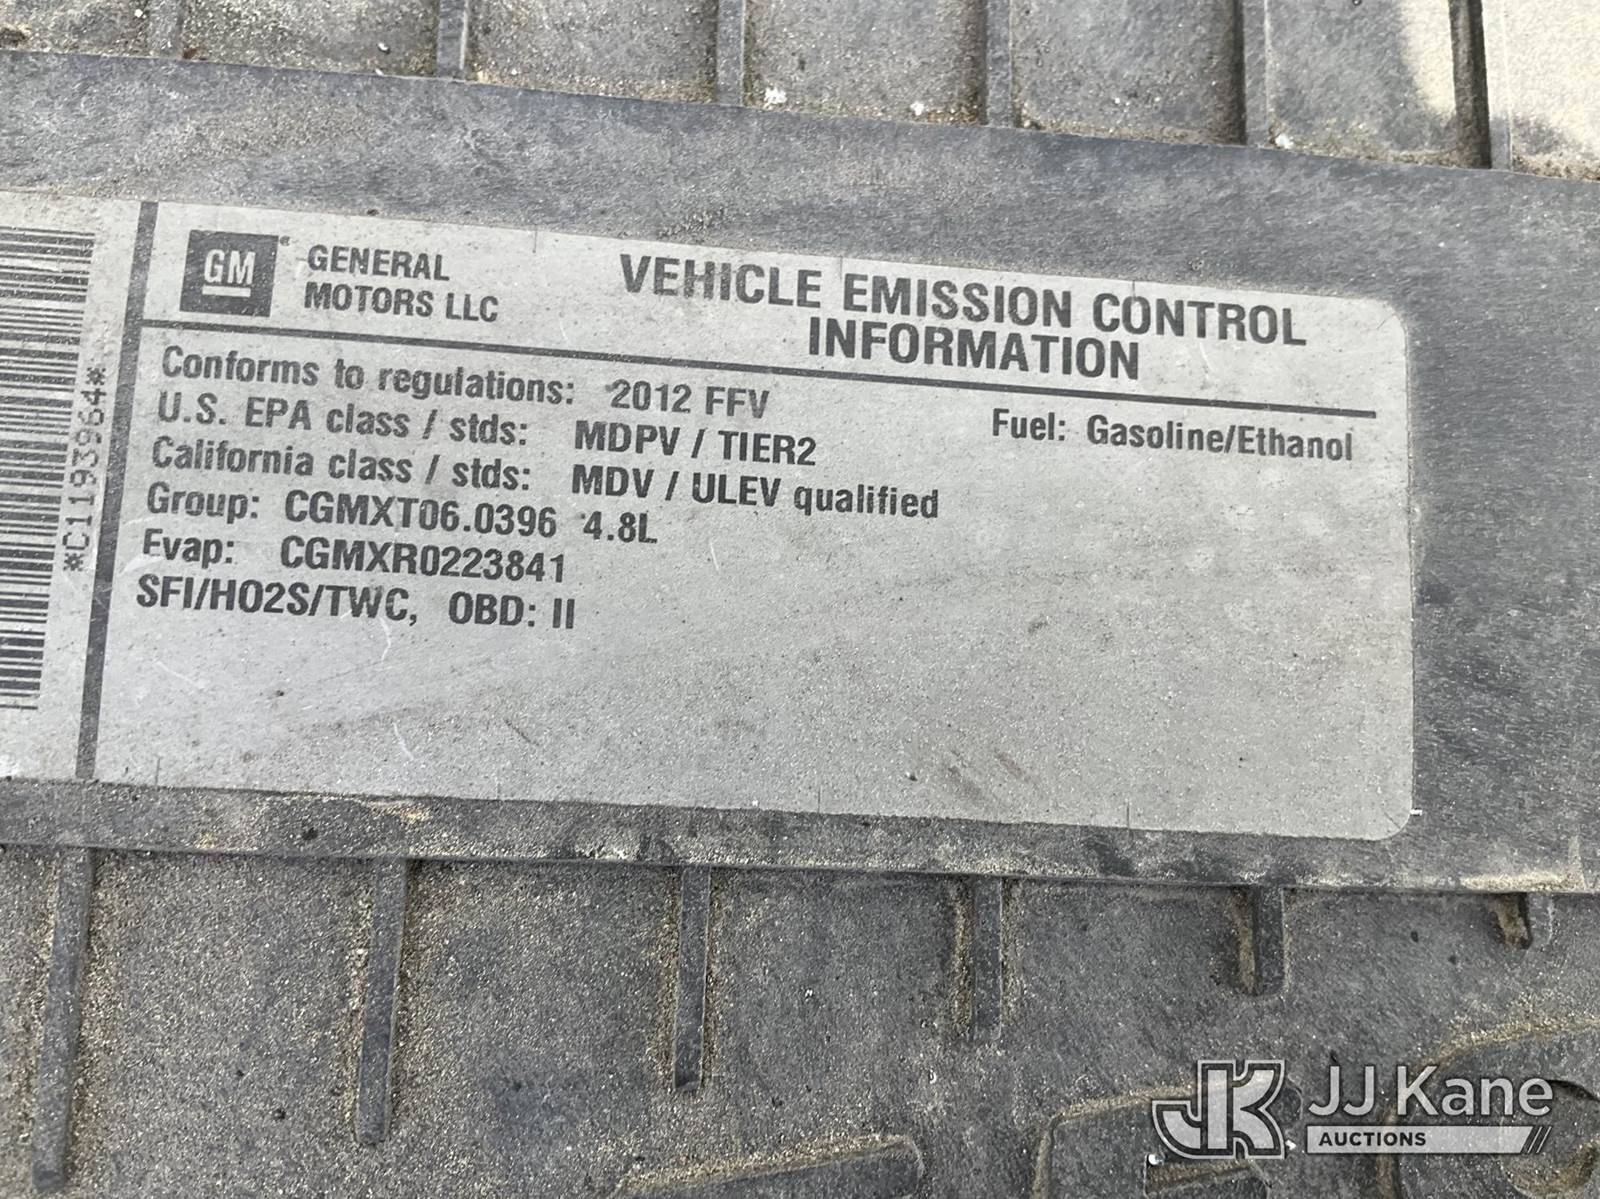 *C11939964*
GM
GENERAL
MOTORS LLC
VEHICLE EMISSION CONTROL
INFORMATION
Conforms to regulations: 2012 FFV
Fuel: Gasoline/Ethanol
U.S. EPA class / stds: MDPV / TIER2
California class / stds: MDV / ULEV qualified
Group: CGMXT06.0396 4.8L
Evap: CGMXR0223841
SFI/HO2S/TWC, OBD: II
JK JJ Kane
AUCTIONS